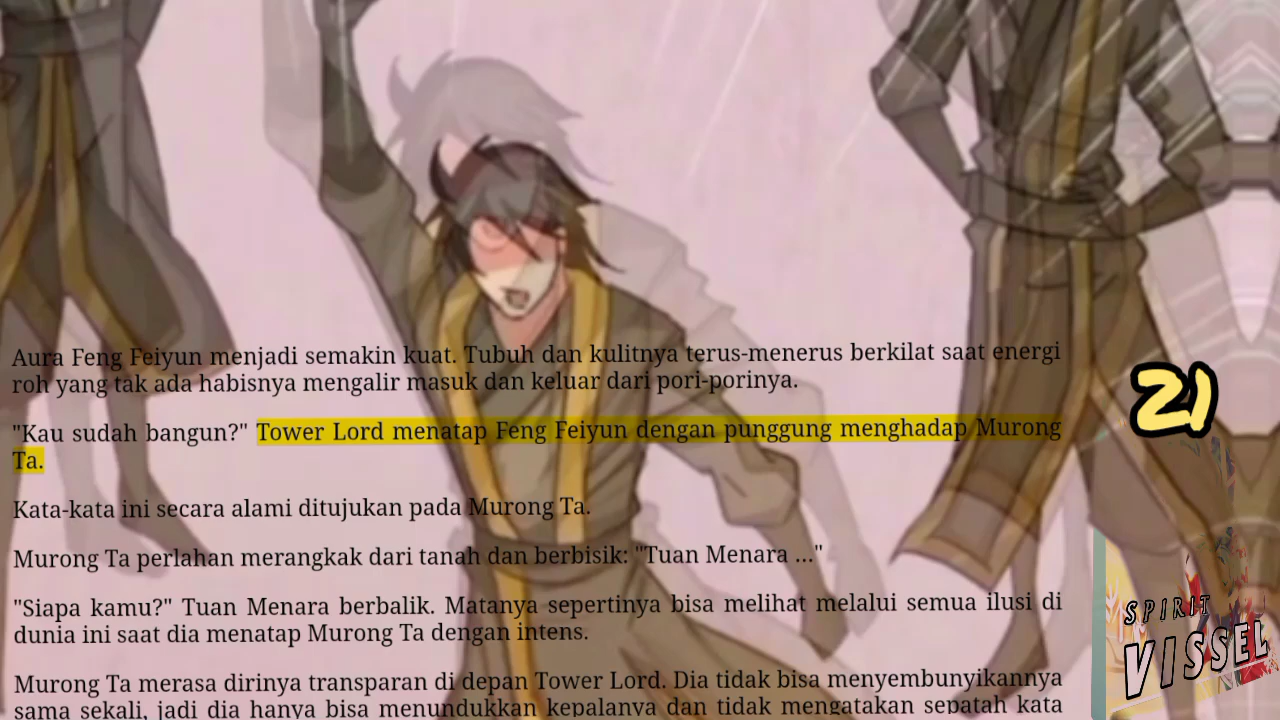 Aura Feng Feiyun menjadi semakin kuat. Tubuh dan kulitnya terus-menerus berkilat saat energi
roh yang tak ada habisnya mengalir masuk dan keluar dari pori-porinya.
"Kau sudah bangun?" Tower Lord menatap Feng Feiyun dengan punggung menghadap Murong
Ta.
Kata-kata ini secara alami ditujukan pada Murong Ta.
Murong Ta perlahan merangkak dari tanah dan berbisik: "Tuan Menara ..."
"Siapa kamu?" Tuan Menara berbalik. Matanya sepertinya bisa melihat melalui semua ilusi di
dunia ini saat dia menatap Murong Ta dengan intens.
Murong Ta merasa dirinya transparan di depan Tower Lord. Dia tidak bisa menyembunyikannya
sama sekali, jadi dia hanya bisa menundukkan kepalanya dan tidak mengatakan sepatah kata
21
SPIRIT
VISSEL